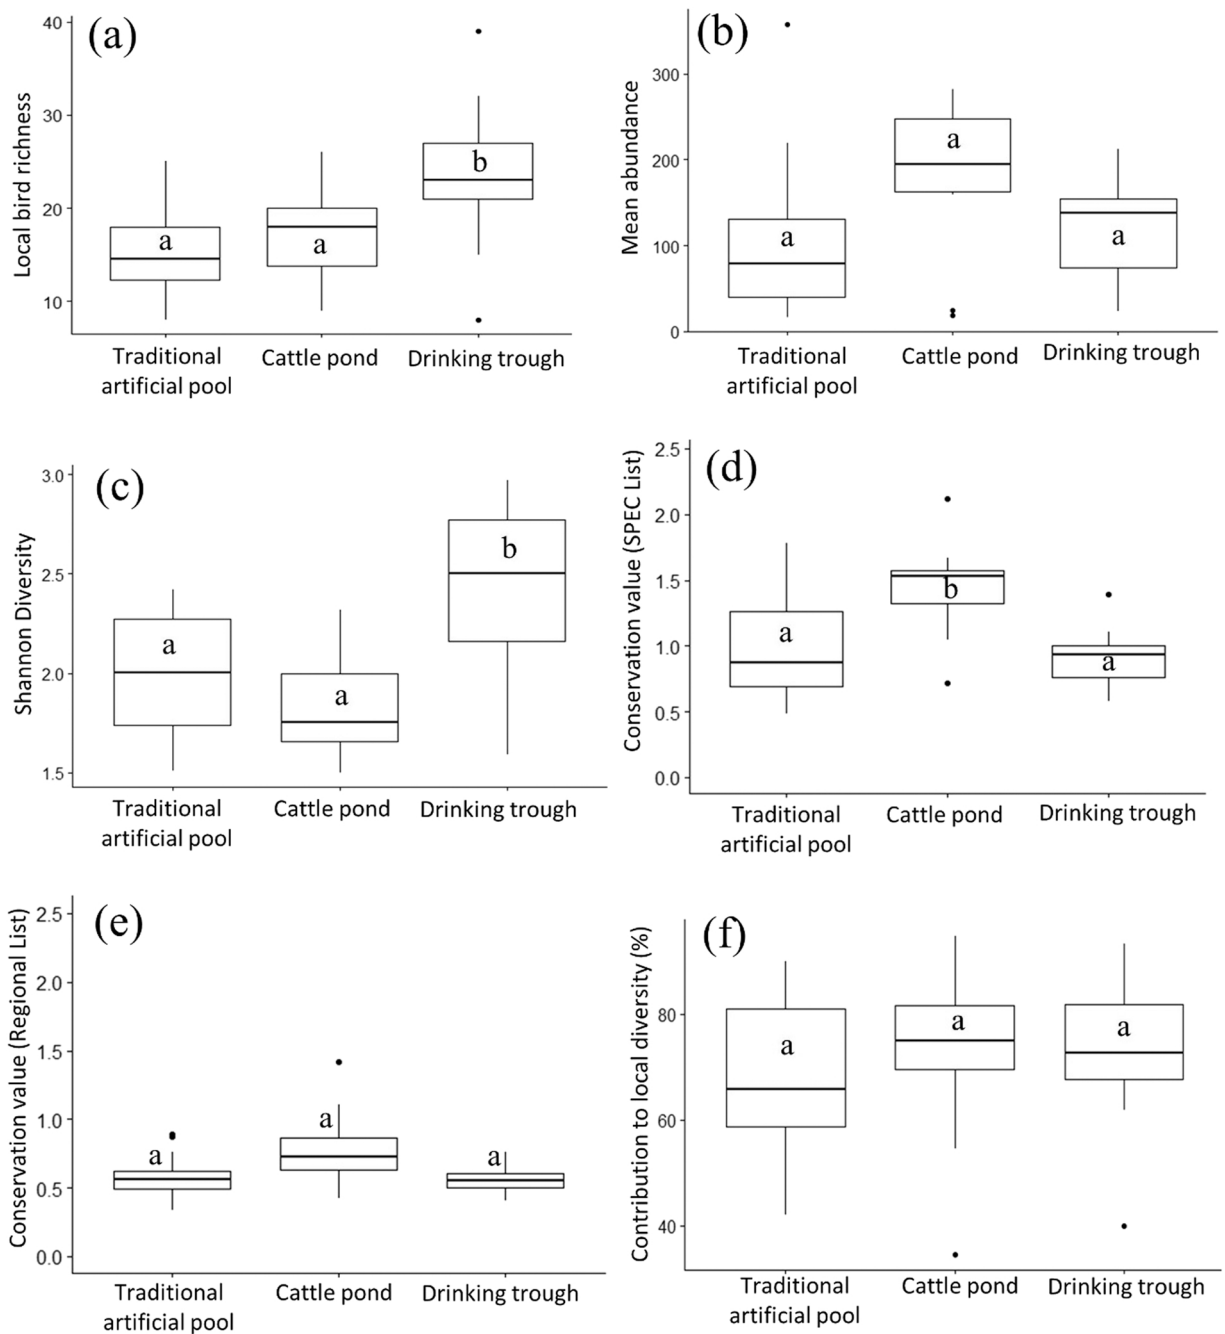 (a)
Local bird richness
40
30
20
10
a
a
b
Traditional
artificial pool
Cattle pond
Drinking trough
(b)
Mean abundance
300
200
100
0
a
a
a
Traditional
artificial pool
Cattle pond
Drinking trough
(c)
Shannon Diversity
3.0
2.5
2.0
1.5
a
a
b
Traditional
artificial pool
Cattle pond
Drinking trough
(d)
Conservation value (SPEC List)
2.5
2.0
1.5
1.0
0.5
0.0
a
b
a
Traditional
artificial pool
Cattle pond
Drinking trough
(e)
Conservation value (Regional List)
2.5
2.0
1.5
1.0
0.5
0.0
a
a
a
Traditional
artificial pool
Cattle pond
Drinking trough
(f)
Contribution to local diversity (%)
80
60
40
a
a
a
Traditional
artificial pool
Cattle pond
Drinking trough